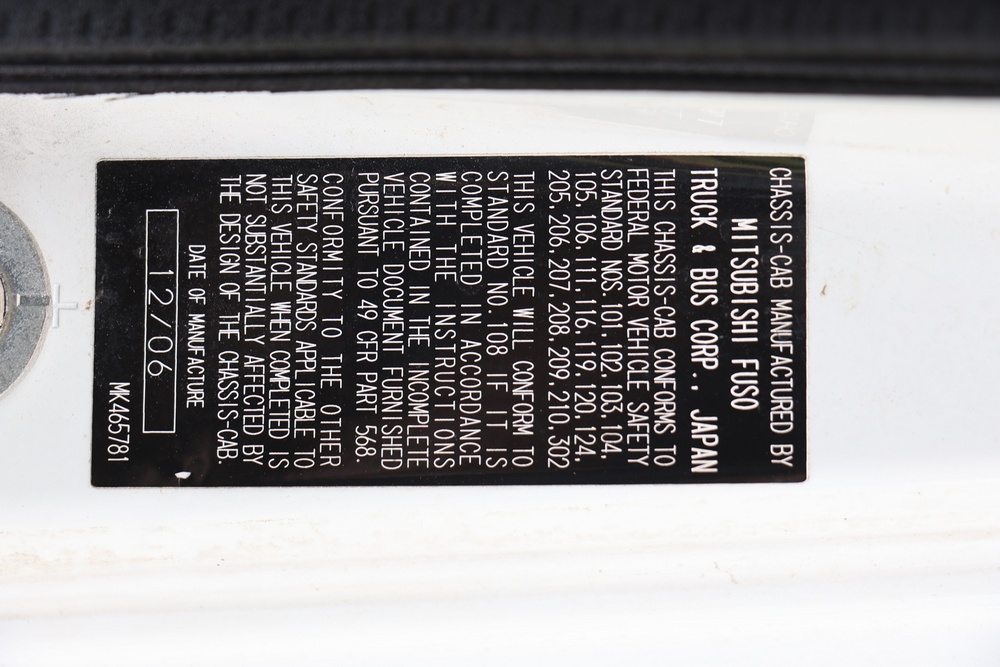 CHASSIS-CAB MANUFACTURED BY
MITSUBISHI FUSO
TRUCK & BUS CORP., JAPAN
THIS CHASSIS-CAB CONFORMS TO
FEDERAL MOTOR VEHICLE SAFETY
STANDARD NOS. 101. 102. 103. 104.
105. 106. 111. 116. 119. 120. 124.
205. 206. 207. 208. 209. 210. 302
THIS VEHICLE WILL CONFORM TO
STANDARD NO. 108 IF IT IS
COMPLETED IN ACCORDANCE
WITH THE INSTRUCTIONS
CONTAINED IN THE INCOMPLETE
VEHICLE DOCUMENT FURNISHED
PURSUANT TO 49 CFR PART 568.
CONFORMITY TO THE OTHER
SAFETY STANDARDS APPLICABLE TO
THIS VEHICLE WHEN COMPLETED IS
NOT SUBSTANTIALLY AFFECTED BY
THE DESIGN OF THE CHASSIS-CAB.
DATE OF MANUFACTURE
12/06
MK465781